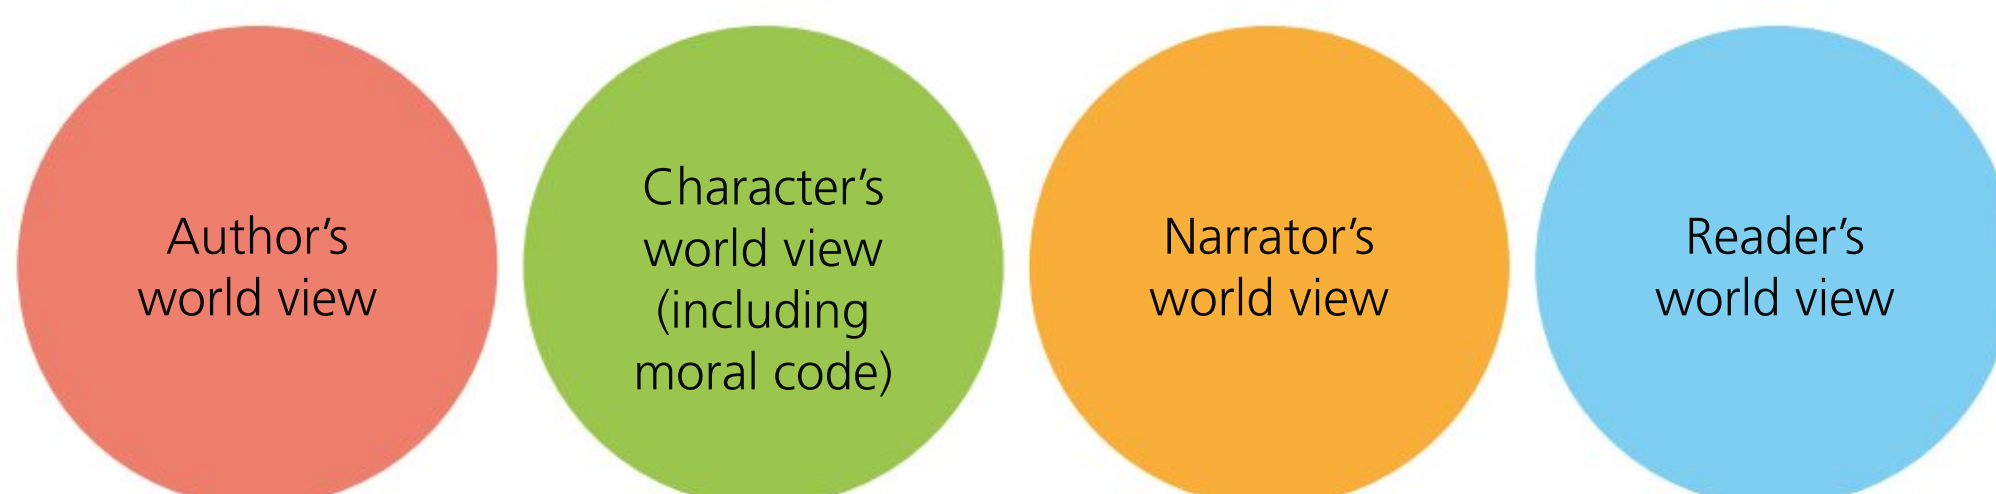 Author’s
world view
Character’s
world view
(including
moral code)
Narrator’s
world view
Reader’s
world view